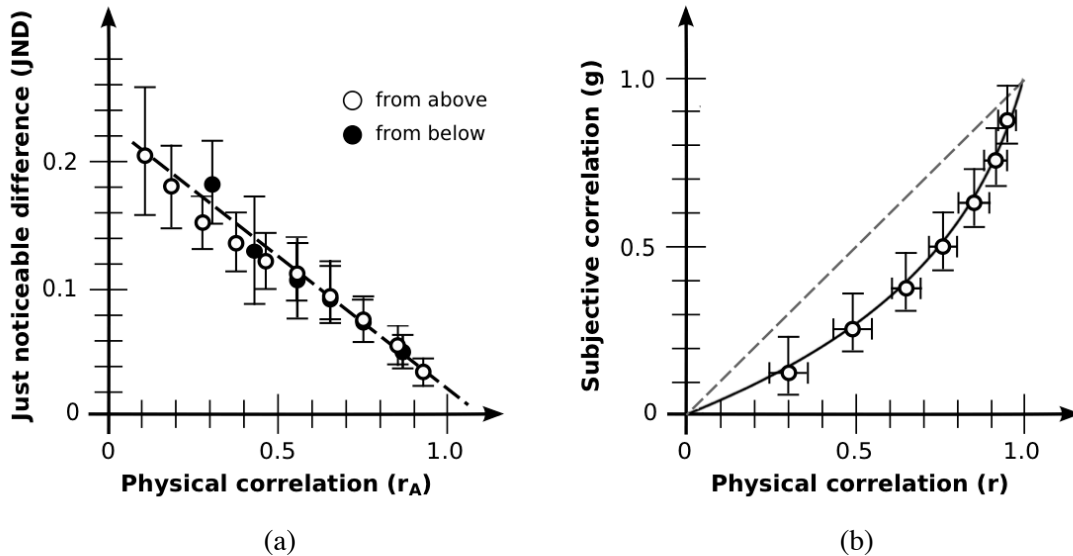 Just noticeable difference (JND)
0.2
0.1
0
from above
from below
0
0.5
1.0
Physical correlation (rA)
(a)
Subjective correlation (g)
1.0
0.5
0
0
0.5
1.0
Physical correlation (r)
(b)